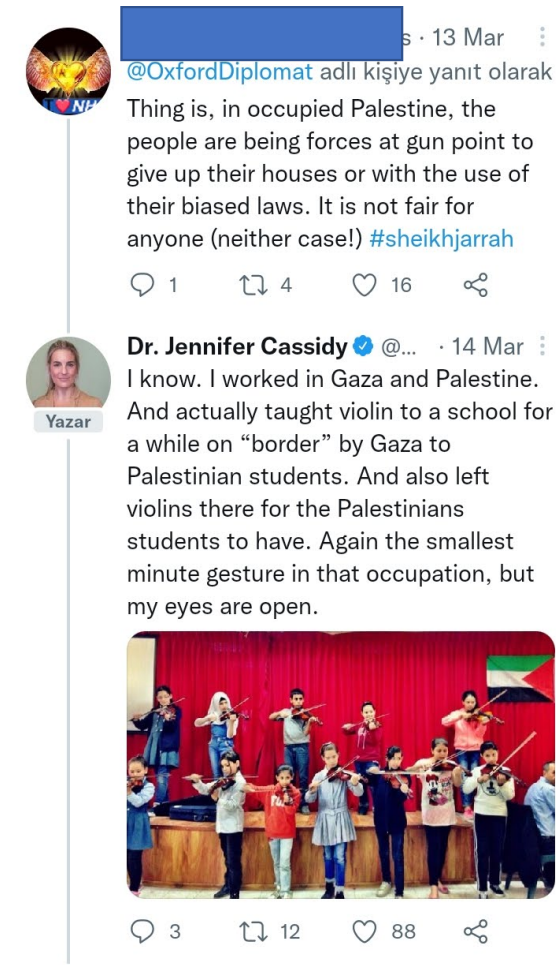 s · 13 Mar
@OxfordDiplomat adlı kişiye yanıt olarak
Thing is, in occupied Palestine, the
people are being forces at gun point to
give up their houses or with the use of
their biased laws. It is not fair for
anyone (neither case!) #sheikhjarrah
1 4 16
I ❤ NH
Dr. Jennifer Cassidy @... · 14 Mar
Yazar
I know. I worked in Gaza and Palestine.
And actually taught violin to a school for
a while on “border” by Gaza to
Palestinian students. And also left
violins there for the Palestinians
students to have. Again the smallest
minute gesture in that occupation, but
my eyes are open.
3 12 88